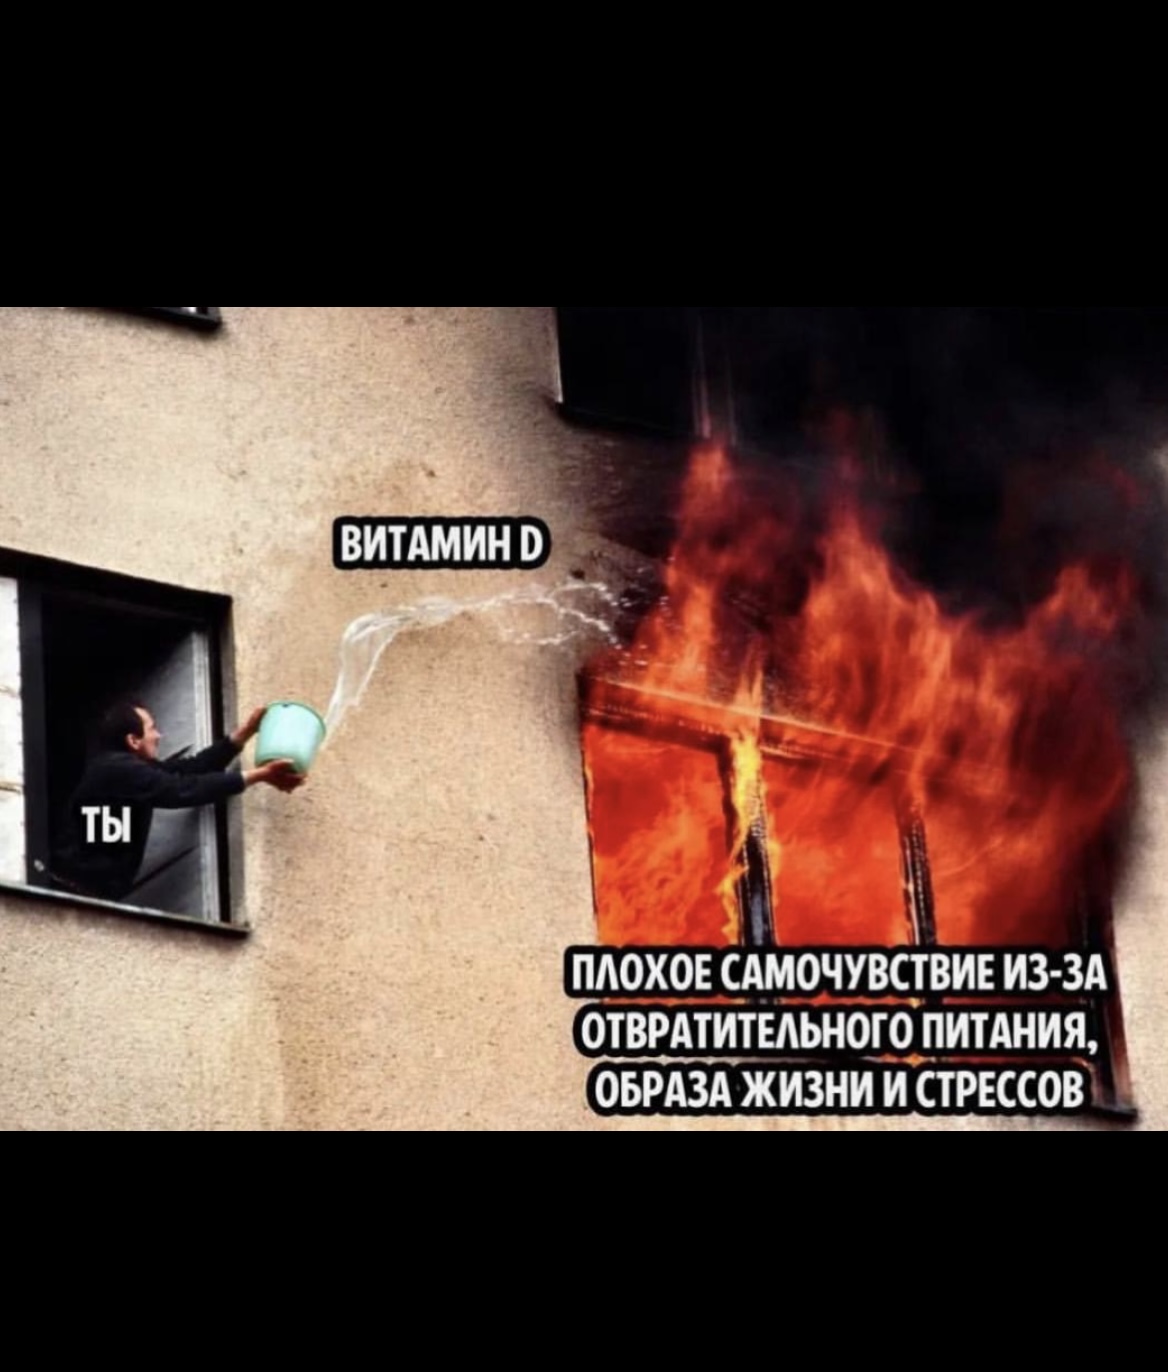 ВИТАМИН D
ТЫ
ПЛОХОЕ САМОЧУВСТВИЕ ИЗ-ЗА
ОТВРАТИТЕЛЬНОГО ПИТАНИЯ,
ОБРАЗА ЖИЗНИ И СТРЕССОВ